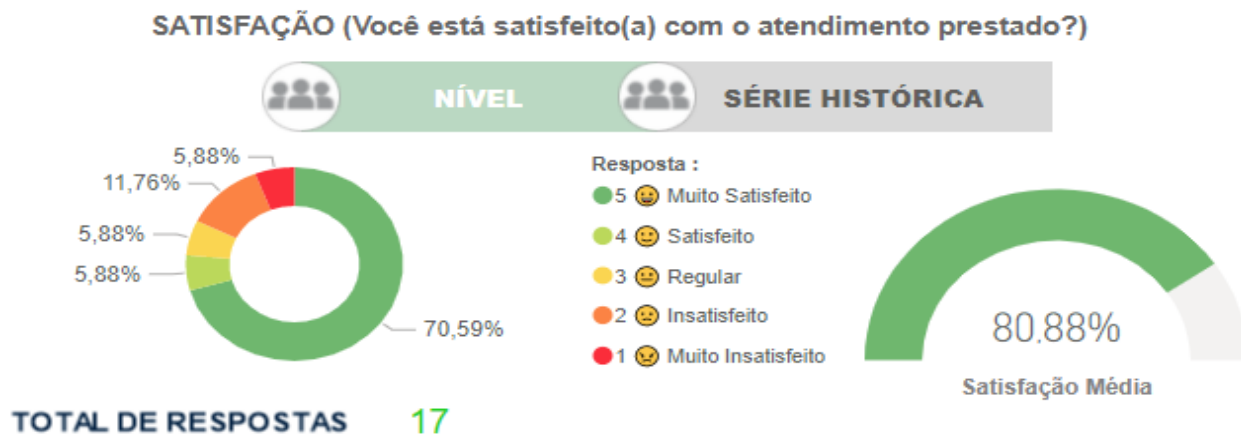 SATISFAÇÃO (Você está satisfeito(a) com o atendimento prestado?)
NÍVEL
SÉRIE HISTÓRICA
5,88%
11,76%
5,88%
5,88%
70,59%
Resposta :
5 Muito Satisfeito
4 Satisfeito
3 Regular
2 Insatisfeito
1 Muito Insatisfeito
80,88%
Satisfação Média
TOTAL DE RESPOSTAS 17